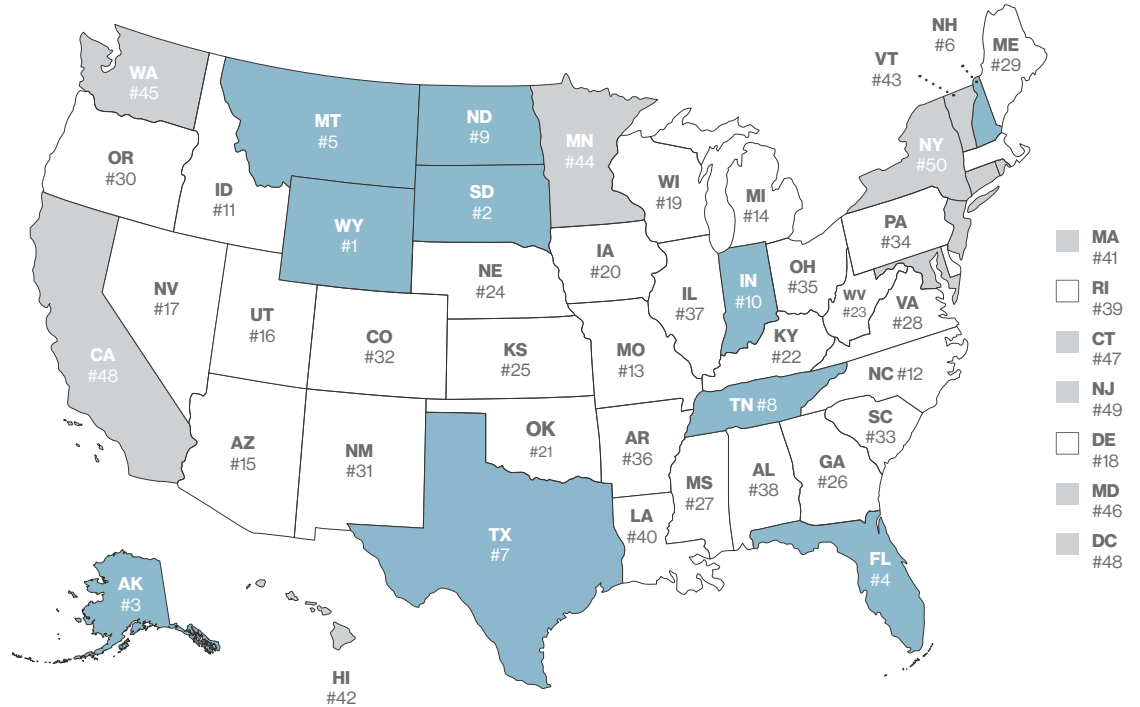 NH
#6
ME
#29
VT
#43
WA
#45
MT
#5
ND
#9
MN
#44
NY
#50
OR
#30
ID
#11
WY
#1
SD
#2
WI
#19
MI
#14
PA
#34
MA
#41
RI
#39
CT
#47
NJ
#49
DE
#18
MD
#46
DC
#48
NV
#17
UT
#16
CO
#32
NE
#24
IA
#20
IL
#37
IN
#10
OH
#35
WV
#23
VA
#28
CA
#48
KS
#25
MO
#13
KY
#22
NC #12
TN #8
SC
#33
AZ
#15
NM
#31
OK
#21
AR
#36
MS
#27
AL
#38
GA
#26
TX
#7
LA
#40
FL
#4
AK
#3
HI
#42